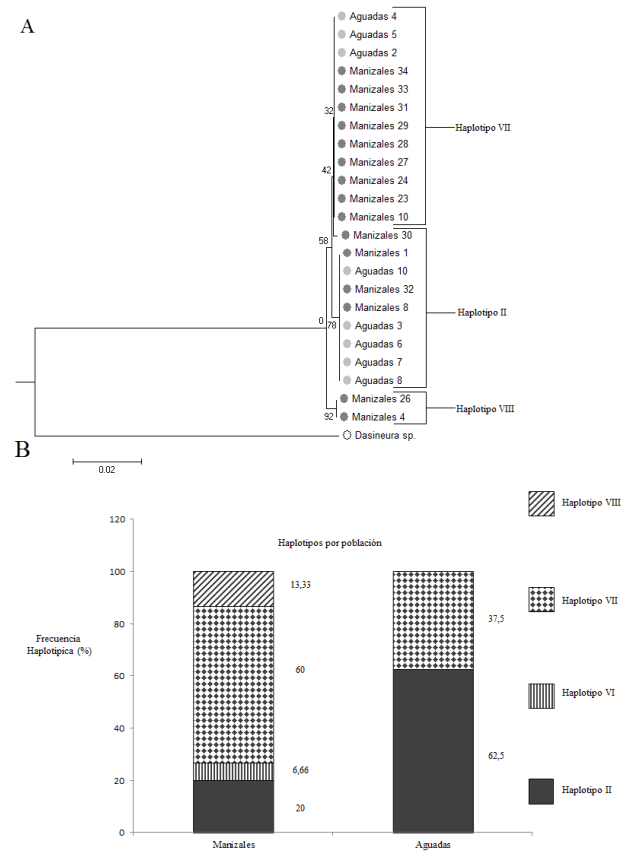 A
Aguadas 4
Aguadas 5
Aguadas 2
Manizales 34
Manizales 33
Manizales 31
Manizales 29
Manizales 28
Manizales 27
Manizales 24
Manizales 23
Manizales 10
Manizales 30
Manizales 1
Aguadas 10
Manizales 32
Manizales 8
Aguadas 3
Aguadas 6
Aguadas 7
Aguadas 8
Manizales 26
Manizales 4
Dasineura sp.
32
42
58
0
78
92
Haplotipo VII
Haplotipo II
Haplotipo VIII
0.02
B
Haplotipos por población
Frecuencia
Haplotípica (%)
120
100
80
60
40
20
0
13,33
60
6,66
20
37,5
62,5
Manizales
Aguadas
Haplotipo VIII
Haplotipo VII
Haplotipo VI
Haplotipo II